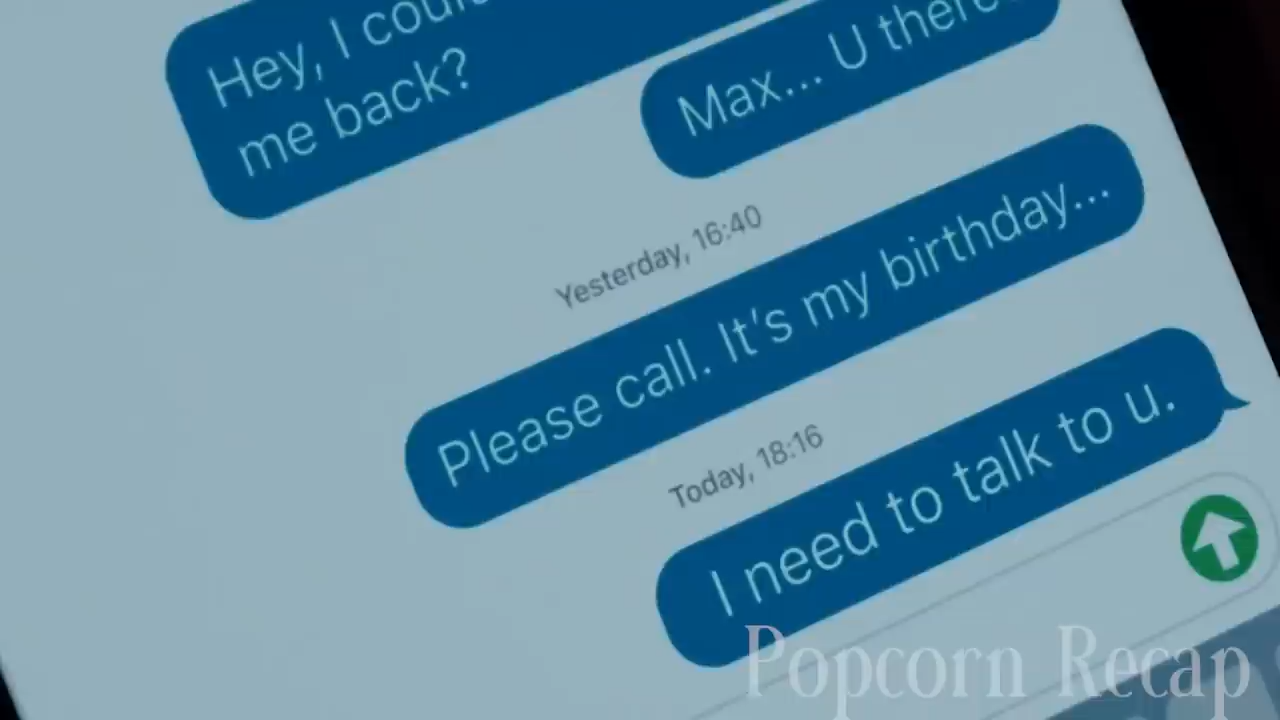 Hey, I
me back?
Max... U
Yesterday, 16:40
Please call. It's my birthday...
Today, 18:16
I need to talk to u.
Popcorn Recap